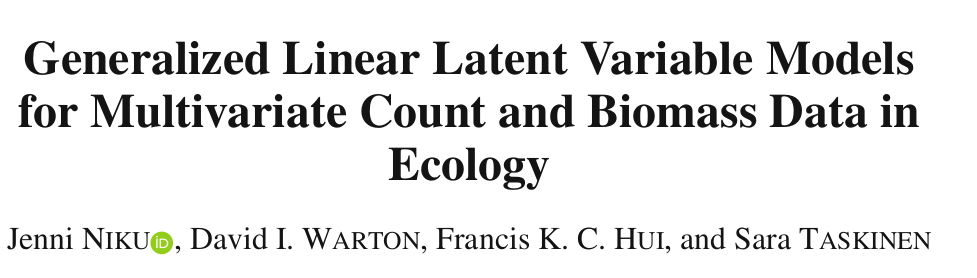 Generalized Linear Latent Variable Models
for Multivariate Count and Biomass Data in
Ecology
Jenni NIKU iD, David I. WARTON, Francis K. C. HUI, and Sara TASKINEN